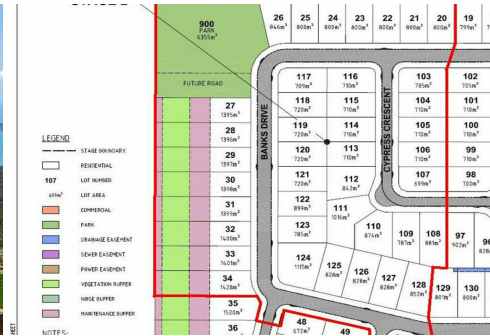 900
PARK
6355m²
26
846m²
25
800m²
24
800m²
23
800m²
22
800m²
21
800m²
20
800m²
19
799m²
FUTURE ROAD
27
1395m²
28
1396m²
29
1397m²
30
1398m²
31
1399m²
32
1400m²
33
1401m²
34
1428m²
35
1520m²
36
BANKS DRIVE
CYPRESS CRESCENT
117
709m²
116
710m²
118
720m²
115
710m²
119
720m²
114
710m²
120
720m²
113
710m²
121
720m²
112
842m²
122
899m²
111
1016m²
123
785m²
110
874m²
109
787m²
108
881m²
124
1115m²
125
828m²
126
828m²
127
828m²
128
852m²
103
705m²
102
705m²
104
710m²
101
710m²
105
710m²
100
710m²
106
710m²
99
710m²
107
699m²
98
700m²
97
902m²
96
129
801m²
130
800m²
48
672m²
49
LEGEND
STAGE BOUNDARY
RESIDENTIAL
107 LOT NUMBER
699m² LOT AREA
COMMERCIAL
PARK
DRAINAGE EASEMENT
SEWER EASEMENT
POWER EASEMENT
VEGETATION BUFFER
NOISE BUFFER
MAINTENANCE BUFFER
NOTES: